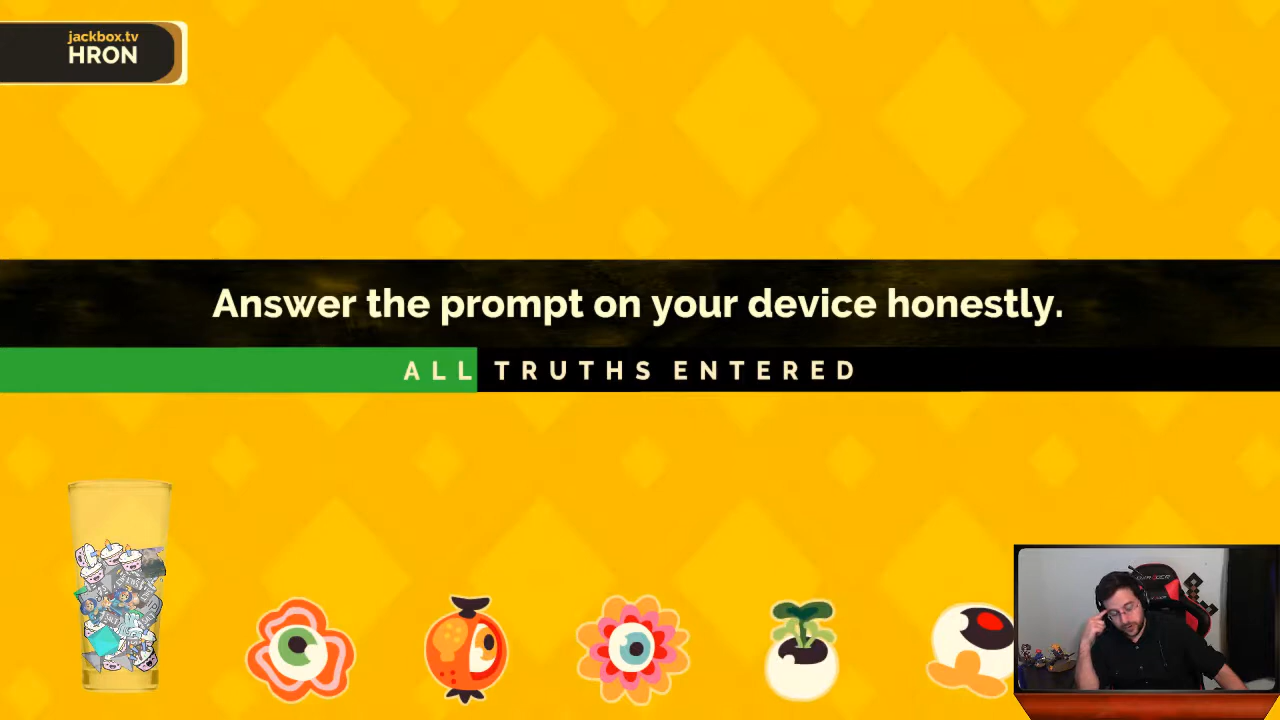 jackbox.tv
HRON
Answer the prompt on your device honestly.
ALL TRUTHS ENTERED